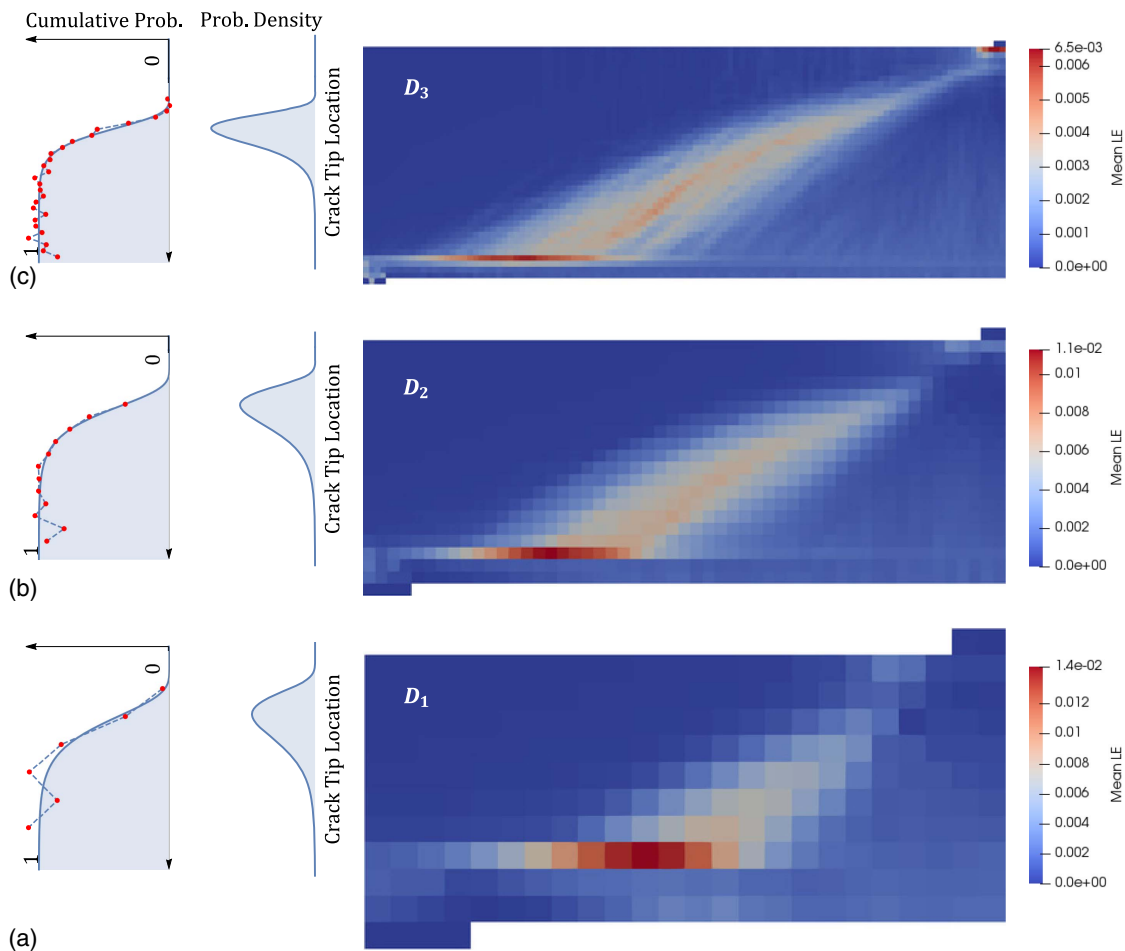 Cumulative Prob. Prob. Density
0
1
Crack Tip Location
D3
6.5e-03
0.006
0.005
0.004
0.003
0.002
0.001
0.0e+00
Mean LE
(c)
0
1
Crack Tip Location
D2
1.1e-02
0.01
0.008
0.006
0.004
0.002
0.0e+00
Mean LE
(b)
0
1
Crack Tip Location
D1
1.4e-02
0.012
0.01
0.008
0.006
0.004
0.002
0.0e+00
Mean LE
(a)